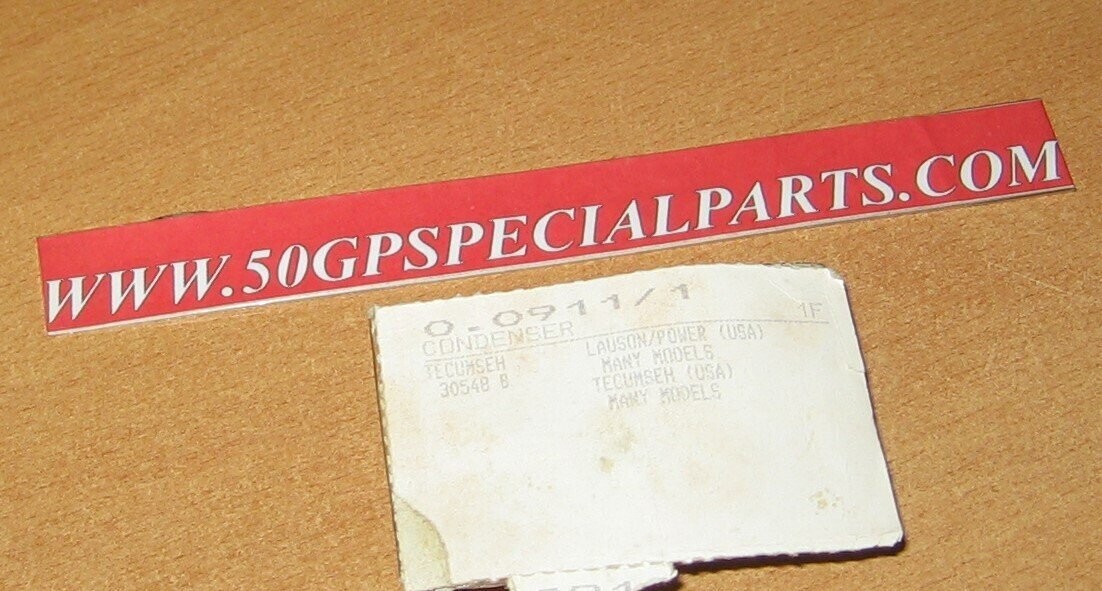 WWW.50GPSPECIALPARTS.COM
0.0911/1
CONDENSER 1F
TECUMSEH LAUSON/POWER (USA)
30548 B MANY MODELS
TECUMSEH (USA)
MANY MODELS